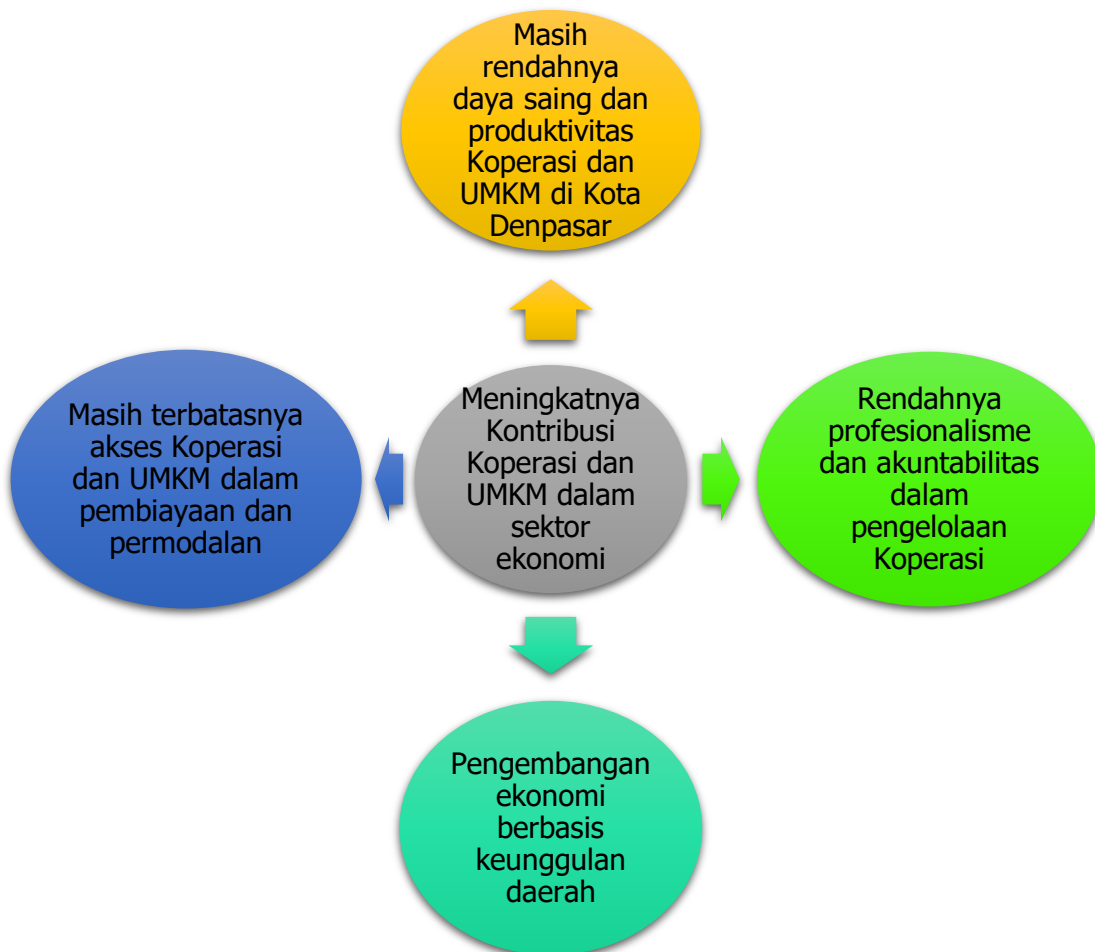 Masih
rendahnya
daya saing dan
produktivitas
Koperasi dan
UMKM di Kota
Denpasar
Masih terbatasnya
akses Koperasi
dan UMKM dalam
pembiayaan dan
permodalan
Meningkatnya
Kontribusi
Koperasi dan
UMKM dalam
sektor
ekonomi
Rendahnya
profesionalisme
dan akuntabilitas
dalam
pengelolaan
Koperasi
Pengembangan
ekonomi
berbasis
keunggulan
daerah